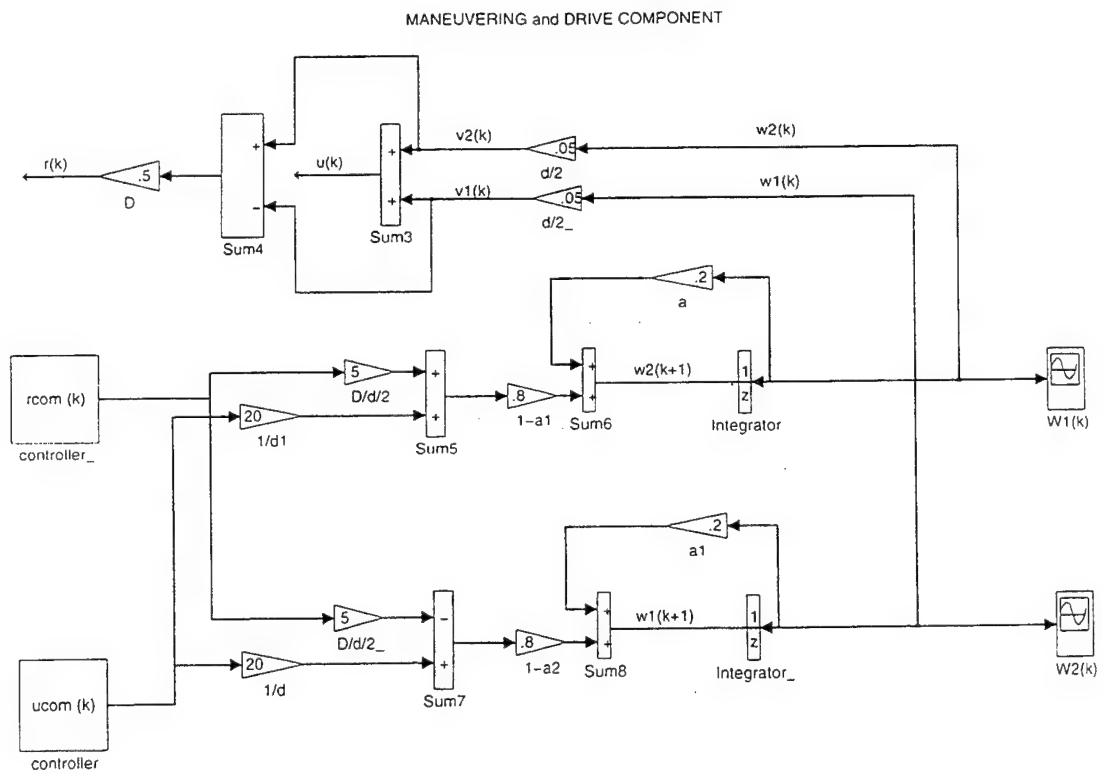 MANEUVERING and DRIVE COMPONENT
r(k)
.5
D
+
−
Sum4
u(k)
+
+
Sum3
v2(k)
.05
d/2
w2(k)
v1(k)
.05
d/2_
w1(k)
.2
a
rcom (k)
controller_
5
D/d/2
20
1/d1
+
+
Sum5
.8
1−a1
+
+
Sum6
w2(k+1)
1
z
Integrator
W1(k)
.2
a1
5
D/d/2_
20
1/d
−
+
Sum7
.8
1−a2
+
+
Sum8
w1(k+1)
1
z
Integrator_
W2(k)
ucom (k)
controller